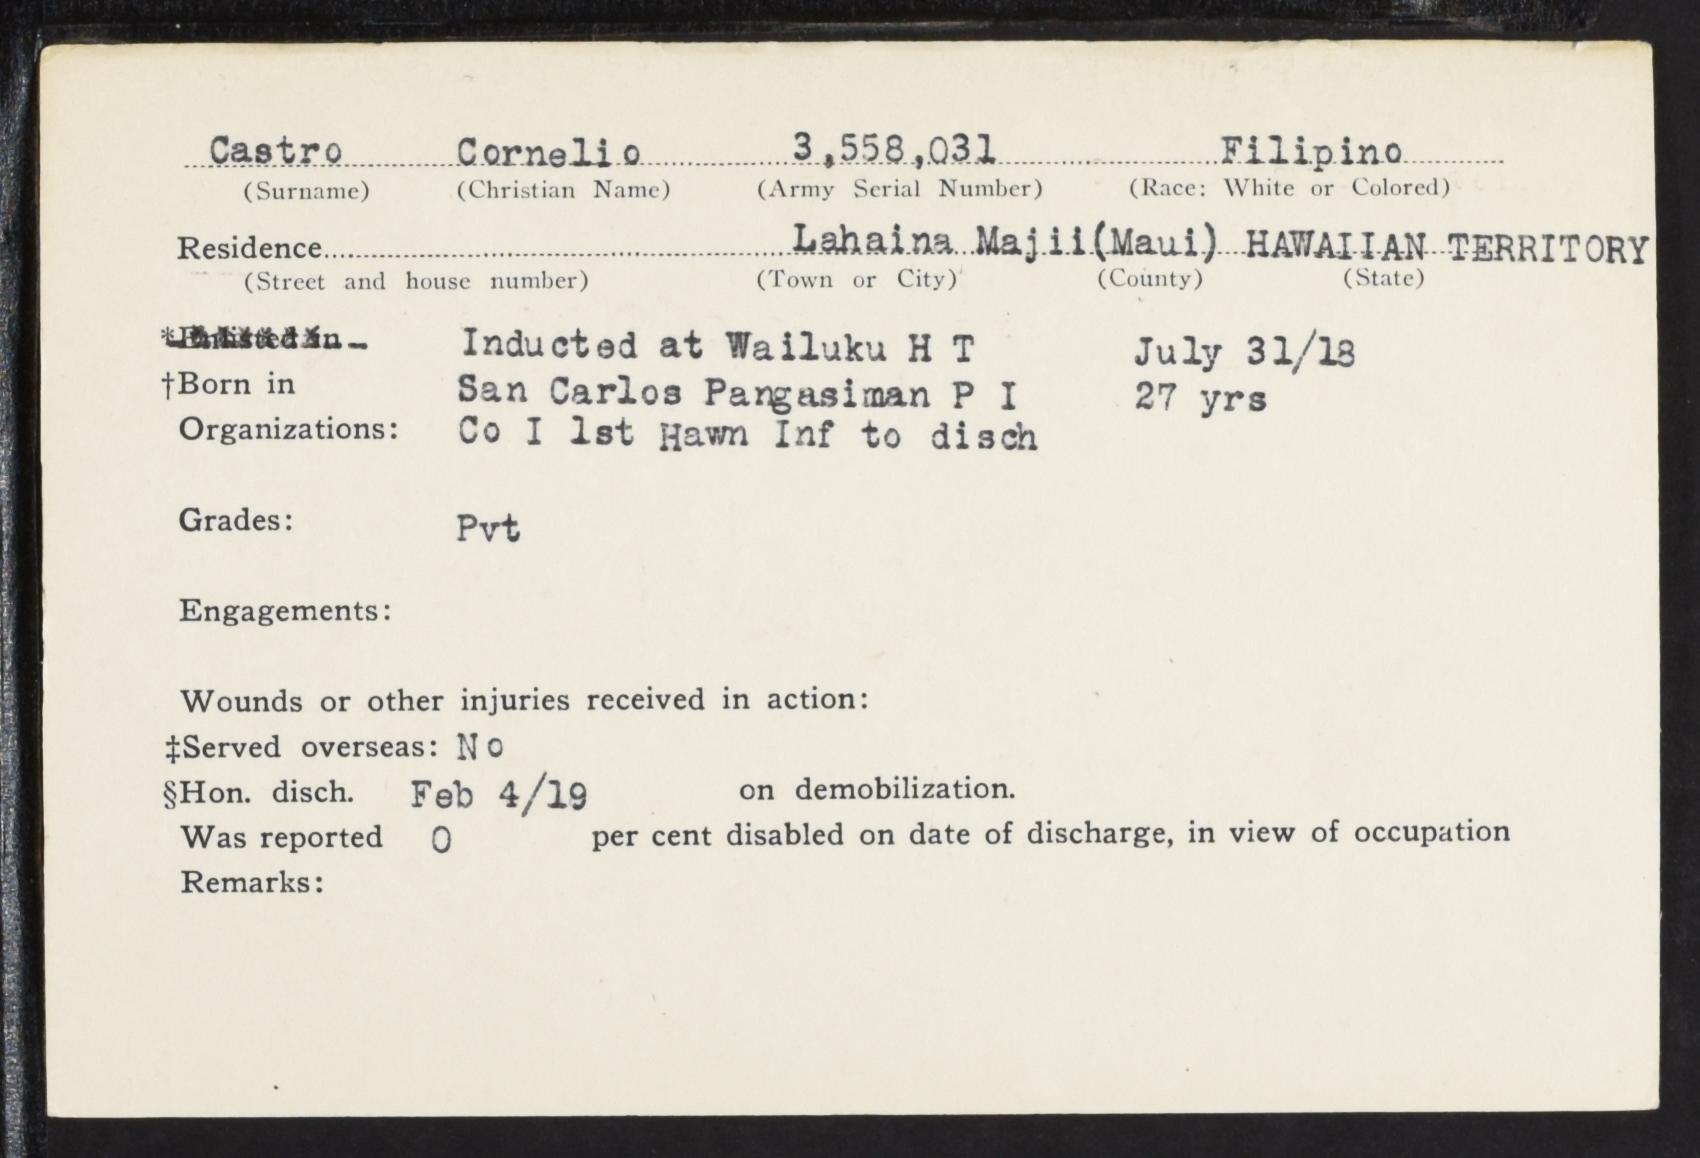 Castro Cornelio 3,558,031 Filipino
(Surname) (Christian Name) (Army Serial Number) (Race: White or Colored)
Residence Lahaina Majii(Maui) HAWAIIAN TERRITORY
(Street and house number) (Town or City) (County) (State)
*Enlisted in Inducted at Wailuku H T July 31/18
†Born in San Carlos Pangasiman P I 27 yrs
Organizations: Co I 1st Hawn Inf to disch
Grades: Pvt
Engagements:
Wounds or other injuries received in action:
‡Served overseas: No
§Hon. disch. Feb 4/19 on demobilization.
Was reported 0 per cent disabled on date of discharge, in view of occupation
Remarks: